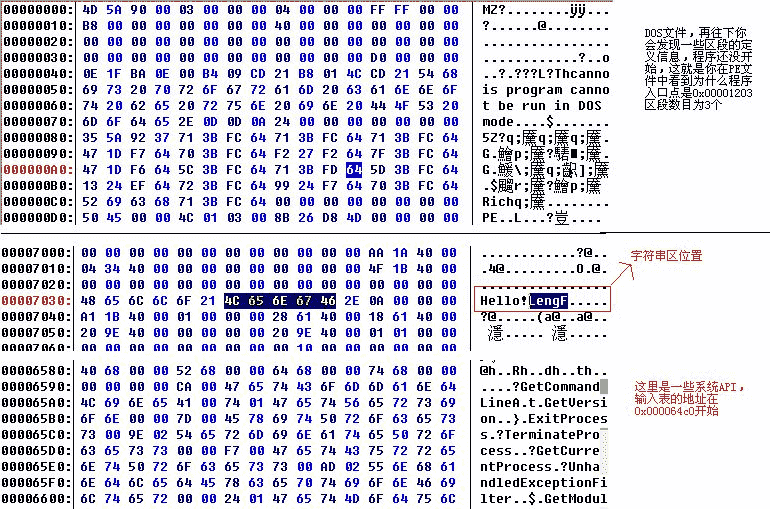 00000000: 4D 5A 90 00 03 00 00 00 04 00 00 00 FF FF 00 00 MZ?.........ÿÿ..
00000010: B8 00 00 00 00 00 00 00 40 00 00 00 00 00 00 00 ?.......@.......
00000020: 00 00 00 00 00 00 00 00 00 00 00 00 00 00 00 00 ................
00000030: 00 00 00 00 00 00 00 00 00 00 00 00 D0 00 00 00 ............?..o
00000040: 0E 1F BA 0E 00 B4 09 CD 21 B8 01 4C CD 21 54 68 ..?.???L?Thcanno
00000050: 69 73 20 70 72 6F 67 72 61 6D 20 63 61 6E 6E 6F is program canno
00000060: 74 20 62 65 20 72 75 6E 20 69 6E 20 44 4F 53 20 t be run in DOS
00000070: 6D 6F 64 65 2E 0D 0D 0A 24 00 00 00 00 00 00 00 mode....$.......
00000080: 35 5A 92 37 71 3B FC 64 71 3B FC 64 71 3B FC 64
00000090: 47 1D F7 64 70 3B FC 64 F2 27 F2 64 7F 3B FC 64
000000A0: 47 1D F6 64 5C 3B FC 64 71 3B FD 64 5D 3B FC 64
000000B0: 13 24 EF 64 72 3B FC 64 99 24 F7 64 70 3B FC 64
000000C0: 52 69 63 68 71 3B FC 64 00 00 00 00 00 00 00 00 Richq;
000000D0: 50 45 00 00 4C 01 03 00 8B 26 D8 4D 00 00 00 00 PE..L...?
DOS文件，再往下你
会发现一些区段的定
义信息，程序还没开
始，这就是你在PE文
件中看到为什么程序
入口点是0x00001203
区段数目为3个
00007000: 00 00 00 00 00 00 00 00 00 00 00 00 AA 1A 40 00 ............?@.
00007010: 04 34 40 00 00 00 00 00 00 00 00 00 4F 1B 40 00 .4@.........O.@.
00007020: 00 00 00 00 00 00 00 00 00 00 00 00 00 00 00 00 ................
00007030: 48 65 6C 6C 6F 21 4C 65 6E 67 46 2E 0A 00 00 00 Hello!LengF.....
00007040: A1 1B 40 00 01 00 00 00 28 61 40 00 18 61 40 00 ?@.....(a@..a@..
00007050: 20 9E 40 00 00 00 00 00 20 9E 40 00 01 01 00 00
00007060: 00 00 00 00 00 10 00 00 00 00 00 00 00 00 00 00
字符串区位置
00006580: 40 68 00 00 52 68 00 00 64 68 00 00 74 68 00 00 @h..Rh..dh..th..
00006590: 00 00 00 00 CA 00 47 65 74 43 6F 6D 6D 61 6E 64 ....?GetCommand
000065A0: 4C 69 6E 65 41 00 74 01 47 65 74 56 65 72 73 69 LineA.t.GetVersi
000065B0: 6F 6E 00 00 7D 00 45 78 69 74 50 72 6F 63 65 73 on..}.ExitProces
000065C0: 73 00 9E 02 54 65 72 6D 69 6E 61 74 65 50 72 6F s.?TerminatePro
000065D0: 63 65 73 73 00 00 F7 00 47 65 74 43 75 72 72 65 cess..?GetCurre
000065E0: 6E 74 50 72 6F 63 65 73 73 00 AD 02 55 6E 68 61 ntProcess.?Unha
000065F0: 6E 64 6C 65 64 45 78 63 65 70 74 69 6F 6E 46 69 ndledExceptionFi
00006600: 6C 74 65 72 00 00 24 01 47 65 74 4D 6F 64 75 6C lter..$.GetModul
这里是一些系统API，
输入表的地址在
0x000064c0开始